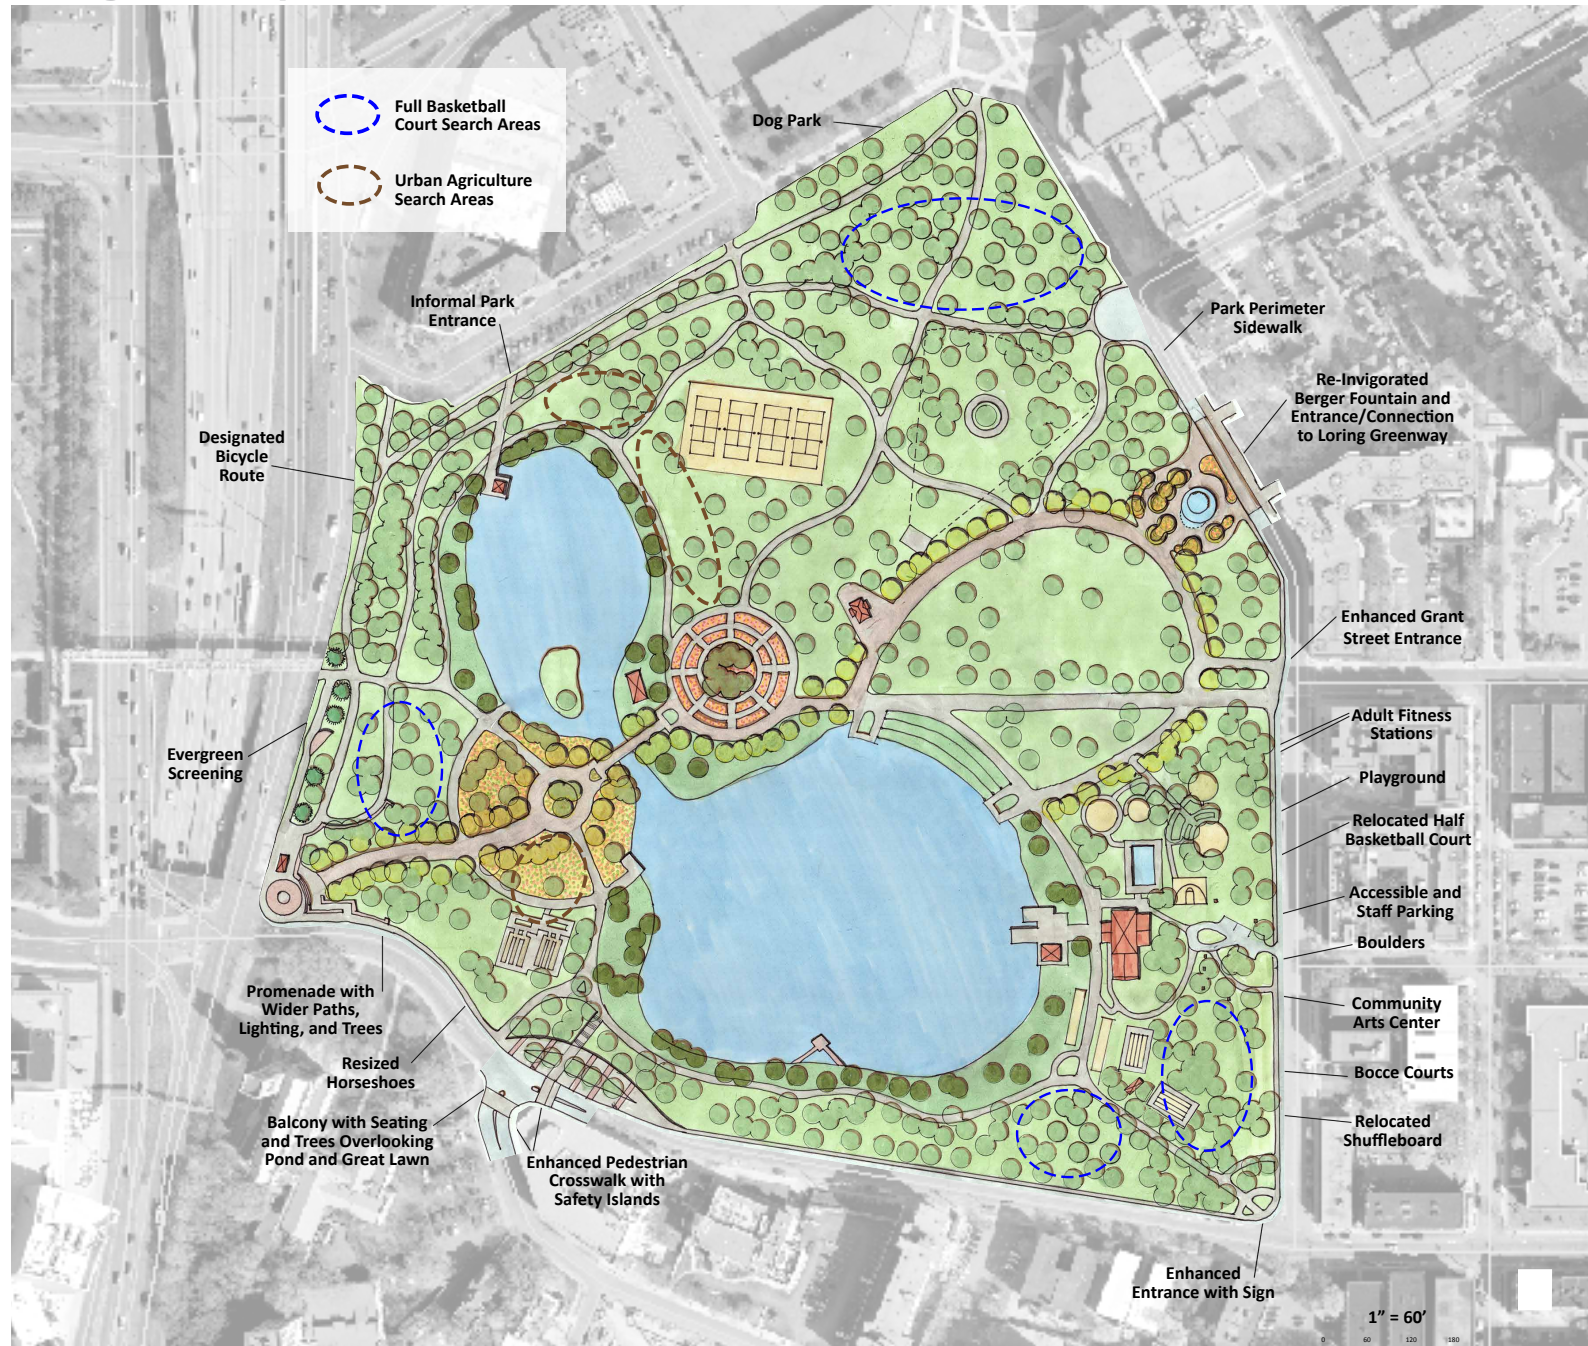 Full Basketball
Court Search Areas
Urban Agriculture
Search Areas
Dog Park
Informal Park
Entrance
Park Perimeter
Sidewalk
Re-Invigorated
Berger Fountain and
Entrance/Connection
to Loring Greenway
Designated
Bicycle
Route
Enhanced Grant
Street Entrance
Adult Fitness
Stations
Evergreen
Screening
Playground
Relocated Half
Basketball Court
Accessible and
Staff Parking
Boulders
Promenade with
Wider Paths,
Lighting, and Trees
Community
Arts Center
Resized
Horseshoes
Bocce Courts
Balcony with Seating
and Trees Overlooking
Pond and Great Lawn
Relocated
Shuffleboard
Enhanced Pedestrian
Crosswalk with
Safety Islands
Enhanced
Entrance with Sign
1” = 60’
0 60 120 180